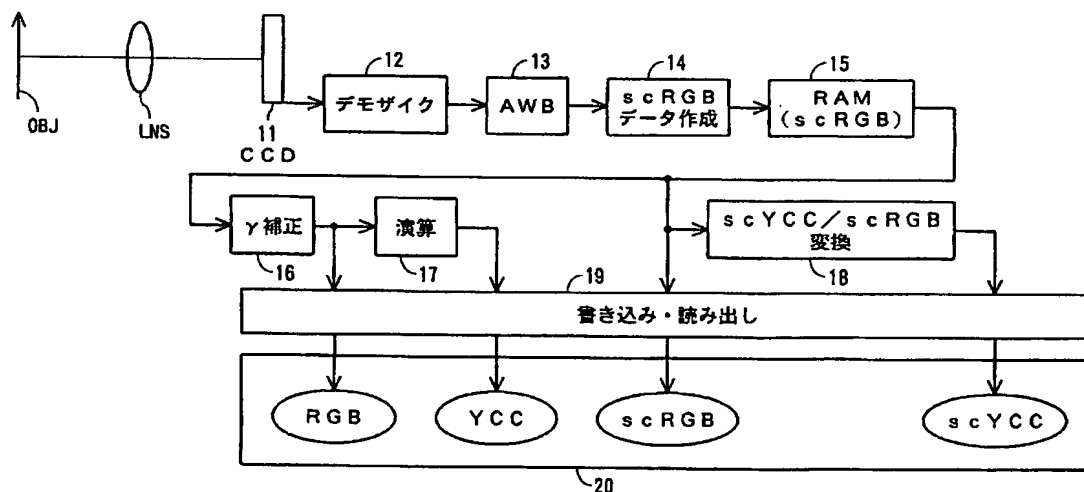 OBJ
LNS
11
CCD
12
デモザイク
13
AWB
14
scRGB
データ作成
15
RAM
(scRGB)
γ補正
16
演算
17
scYCC/scRGB
変換
18
19
書き込み・読み出し
RGB
YCC
scRGB
scYCC
20